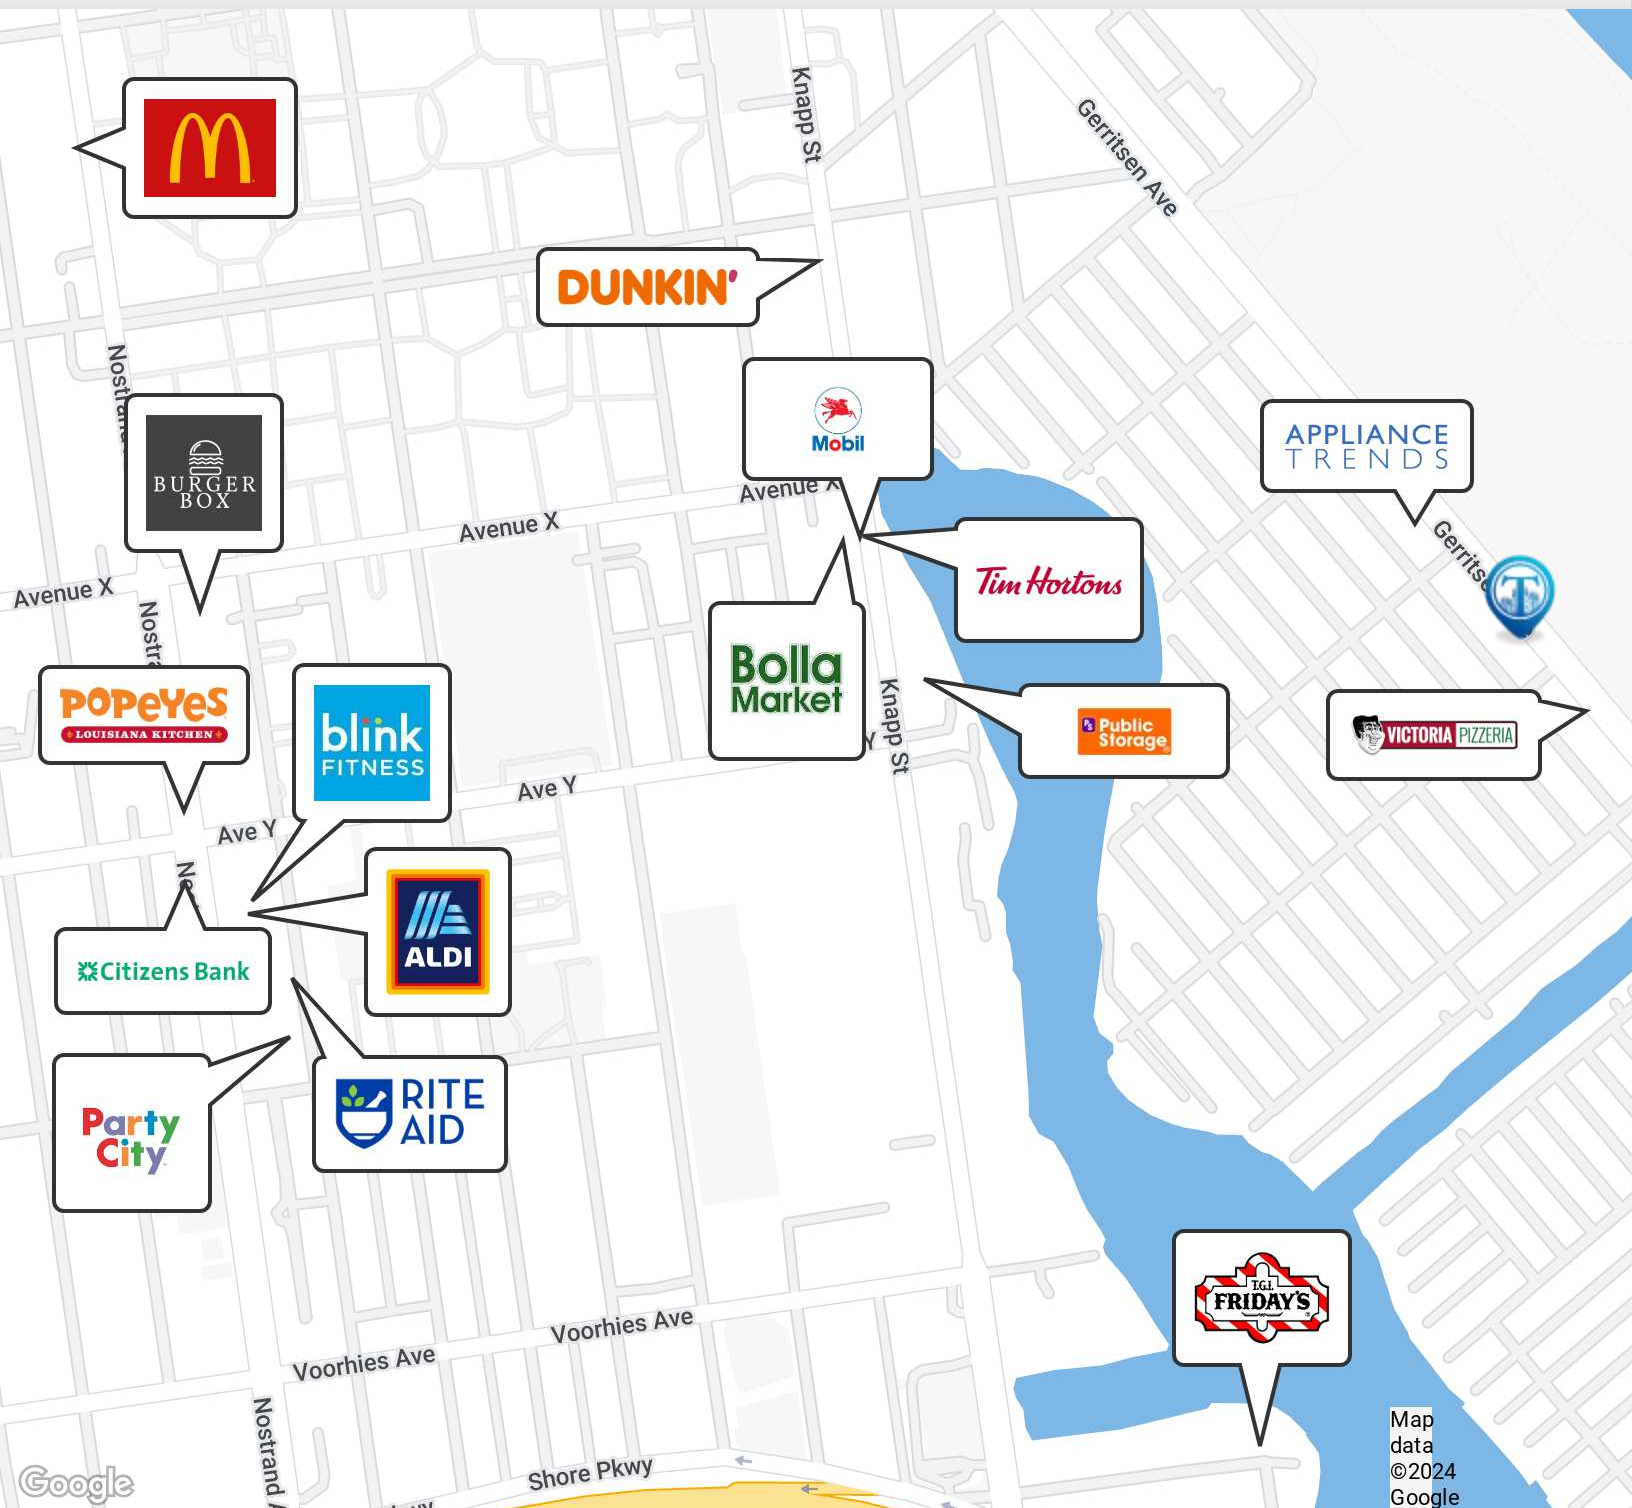 Knapp St
Gerritsen Ave
DUNKIN'
Nostrand
Mobil
BURGER
BOX
APPLIANCE
TRENDS
Avenue X
Avenue X
Avenue X
Gerritse
Tim Hortons
T
Nostra
Bolla
Market
POPEYES
LOUISIANA KITCHEN
blink
FITNESS
Knapp St
Public
Storage
VICTORIA PIZZERIA
Y
Ave Y
Ave Y
ALDI
Citizens Bank
RITE
AID
Party
City
T.G.I.
FRIDAY'S
Voorhies Ave
Voorhies Ave
Nostrand A
Shore Pkwy
Google
Map
data
©2024
Google